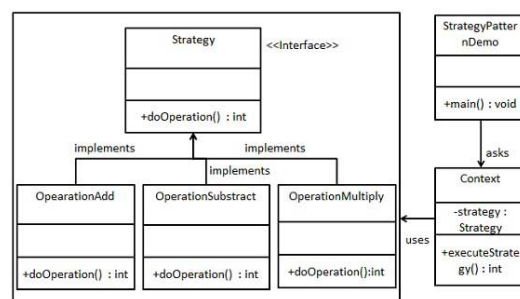 Strategy
<<Interface>>
+doOperation() : int
implements
implements
implements
OpearationAdd
+doOperation() : int
OperationSubstract
+doOperation() : int
OperationMultiply
+doOperation():int
StrategyPatter
nDemo
+main() : void
asks
Context
-strategy :
Strategy
+executeStrate
gy() : int
uses